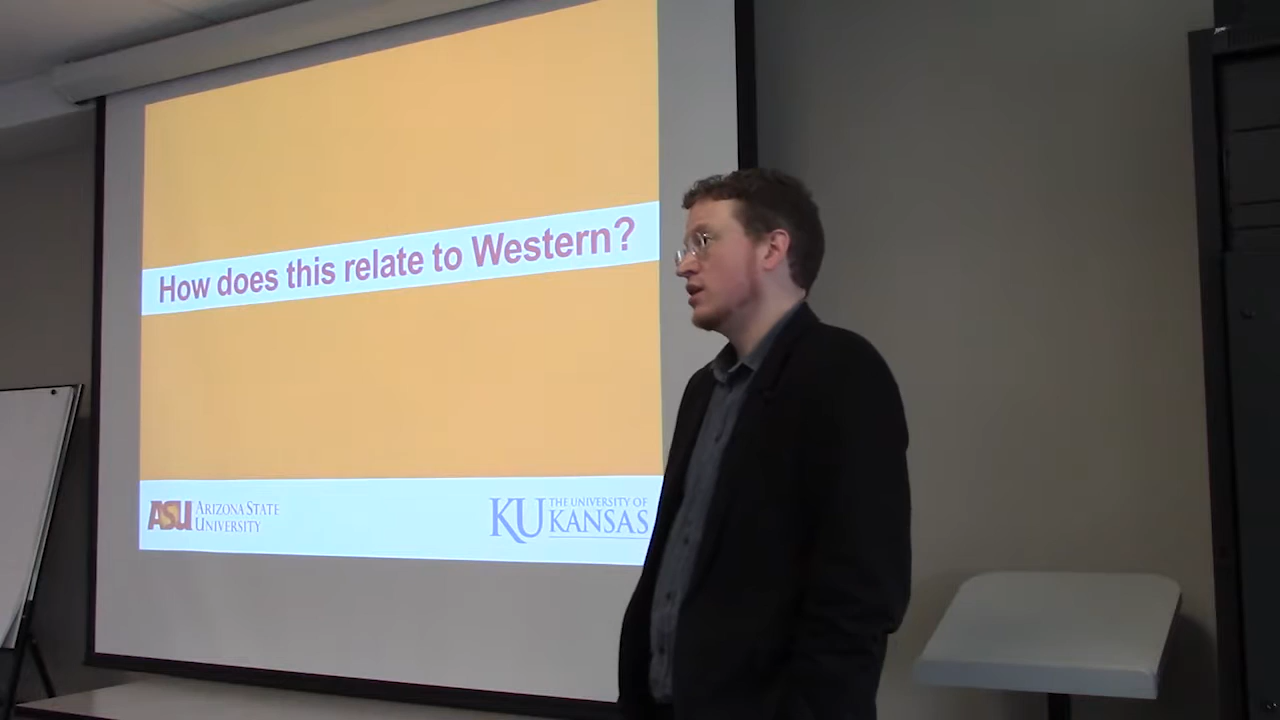 How does this relate to Western?
ASU ARIZONA STATE UNIVERSITY
KU THE UNIVERSITY OF KANSAS